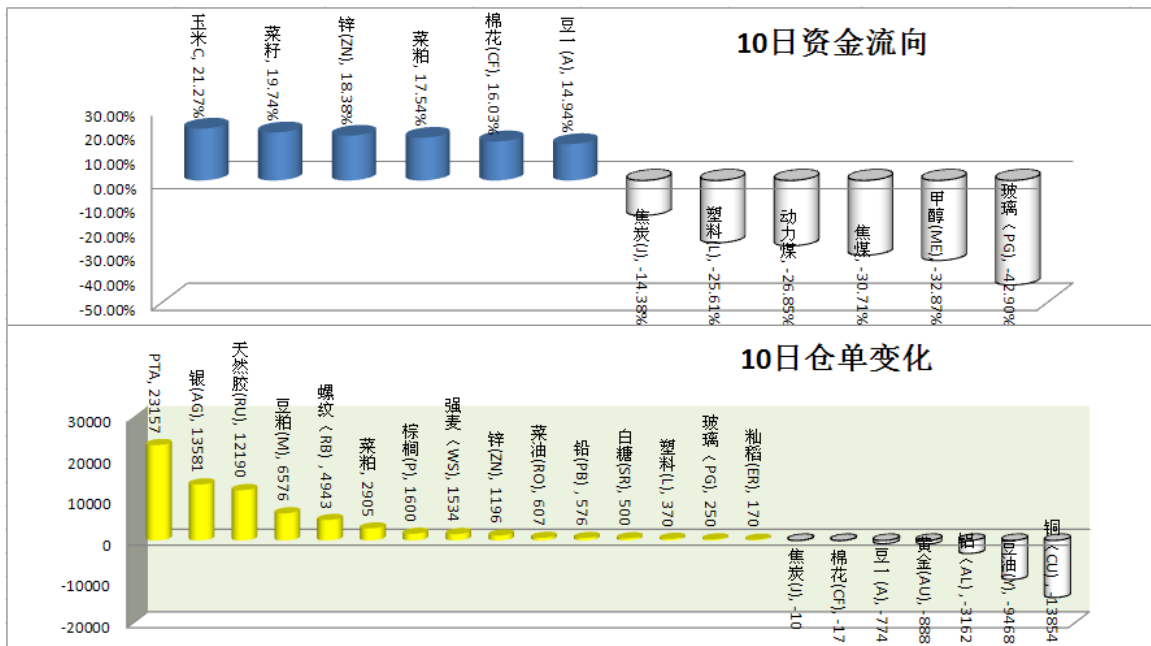 10日资金流向
30.00%
20.00%
10.00%
0.00%
-10.00%
-20.00%
-30.00%
-40.00%
-50.00%
玉米C, 21.27%
菜籽, 19.74%
锌(ZN), 18.38%
菜粕, 17.54%
棉花(CF), 16.03%
豆一(A), 14.94%
焦炭(J), -14.38%
塑料(L), -25.61%
动力煤, -26.85%
焦煤, -30.71%
甲醇(ME), -32.87%
玻璃〈PG), -42.90%
10日仓单变化
30000
20000
10000
0
-10000
-20000
PTA, 23157
银(AG), 13581
天然胶(RU), 12190
豆粕(M), 6576
螺纹〈RB) , 4943
菜粕, 2905
棕榈(P), 1600
强麦〈WS), 1534
锌(ZN), 1196
菜油(RO), 607
铅(PB) , 576
白糖(SR), 500
塑料(L), 370
玻璃〈PG), 250
籼稻(ER), 170
焦炭(J), -10
棉花(CF), -17
豆一(A), -774
黄金(AU), -888
铝〈AL) , -3162
豆油(Y), -9468
铜〈CU) , -13854